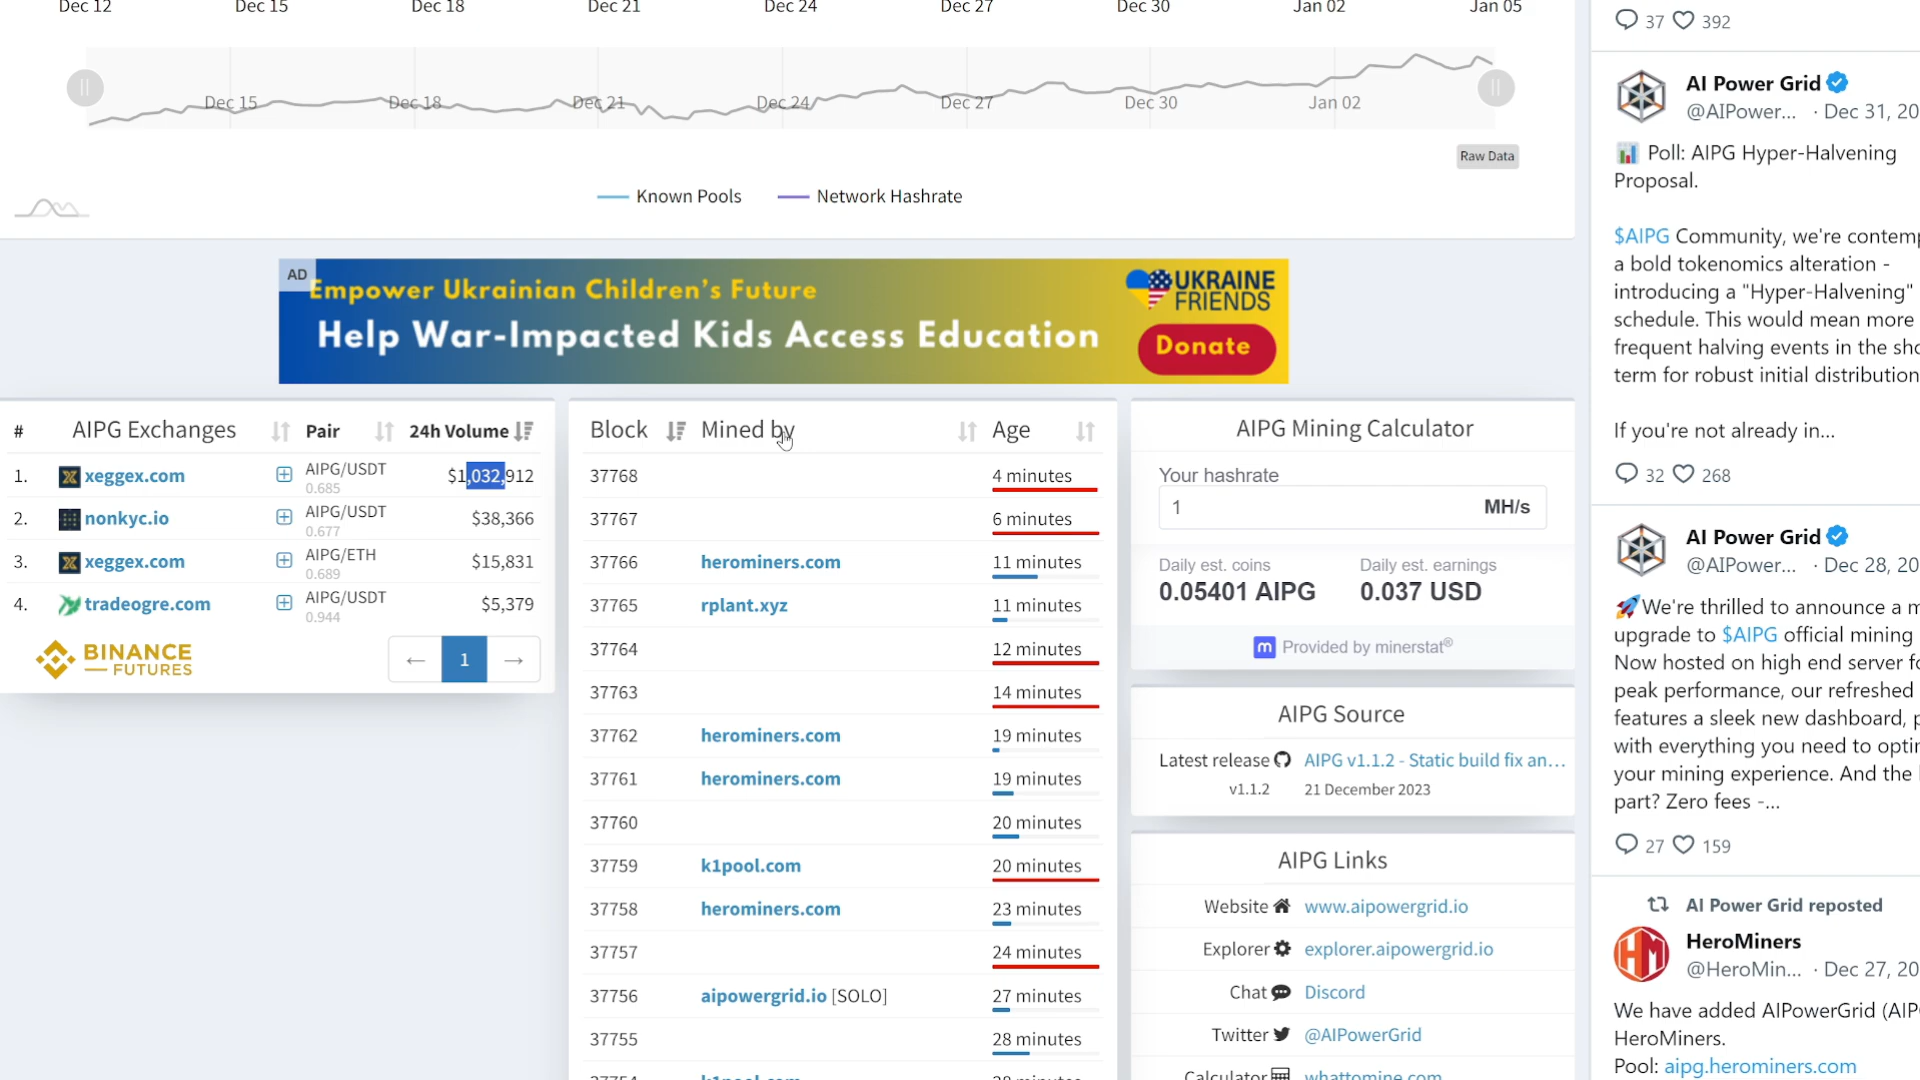 Dec 12 Dec 15 Dec 18 Dec 21 Dec 24 Dec 27 Dec 30 Jan 02 Jan 05
Dec 15 Dec 18 Dec 21 Dec 24 Dec 27 Dec 30 Jan 02
Raw Data
Known Pools Network Hashrate
AD
Empower Ukrainian Children's Future
Help War-Impacted Kids Access Education
UKRAINE
FRIENDS
Donate
# AIPG Exchanges Pair 24h Volume
1. xeggex.com AIPG/USDT $1,032,912
0.685
2. nonkyc.io AIPG/USDT $38,366
0.677
3. xeggex.com AIPG/ETH $15,831
0.689
4. tradeogre.com AIPG/USDT $5,379
0.944
BINANCE
FUTURES
← 1 →
Block Mined by Age
37768 4 minutes
37767 6 minutes
37766 herominers.com 11 minutes
37765 rplant.xyz 11 minutes
37764 12 minutes
37763 14 minutes
37762 herominers.com 19 minutes
37761 herominers.com 19 minutes
37760 20 minutes
37759 k1pool.com 20 minutes
37758 herominers.com 23 minutes
37757 24 minutes
37756 aipowergrid.io [SOLO] 27 minutes
37755 28 minutes
37754 k1pool.com 28 minutes
AIPG Mining Calculator
Your hashrate
1 MH/s
Daily est. coins Daily est. earnings
0.05401 AIPG 0.037 USD
m Provided by minerstat®
AIPG Source
Latest release AIPG v1.1.2 - Static build fix an...
v1.1.2 21 December 2023
AIPG Links
Website www.aipowergrid.io
Explorer explorer.aipowergrid.io
Chat Discord
Twitter @AIPowerGrid
Calculator whattomine.com
37 392
AI Power Grid
@AIPower... · Dec 31, 20
Poll: AIPG Hyper-Halvening
Proposal.
$AIPG Community, we're contemp
a bold tokenomics alteration -
introducing a "Hyper-Halvening"
schedule. This would mean more
frequent halving events in the sho
term for robust initial distribution
If you're not already in...
32 268
AI Power Grid
@AIPower... · Dec 28, 20
🚀We're thrilled to announce a m
upgrade to $AIPG official mining
Now hosted on high end server fo
peak performance, our refreshed
features a sleek new dashboard, p
with everything you need to optim
your mining experience. And the
part? Zero fees -...
27 159
AI Power Grid reposted
HeroMiners
@HeroMin... · Dec 27, 20
We have added AIPowerGrid (AIPG
HeroMiners.
Pool: aipg.herominers.com